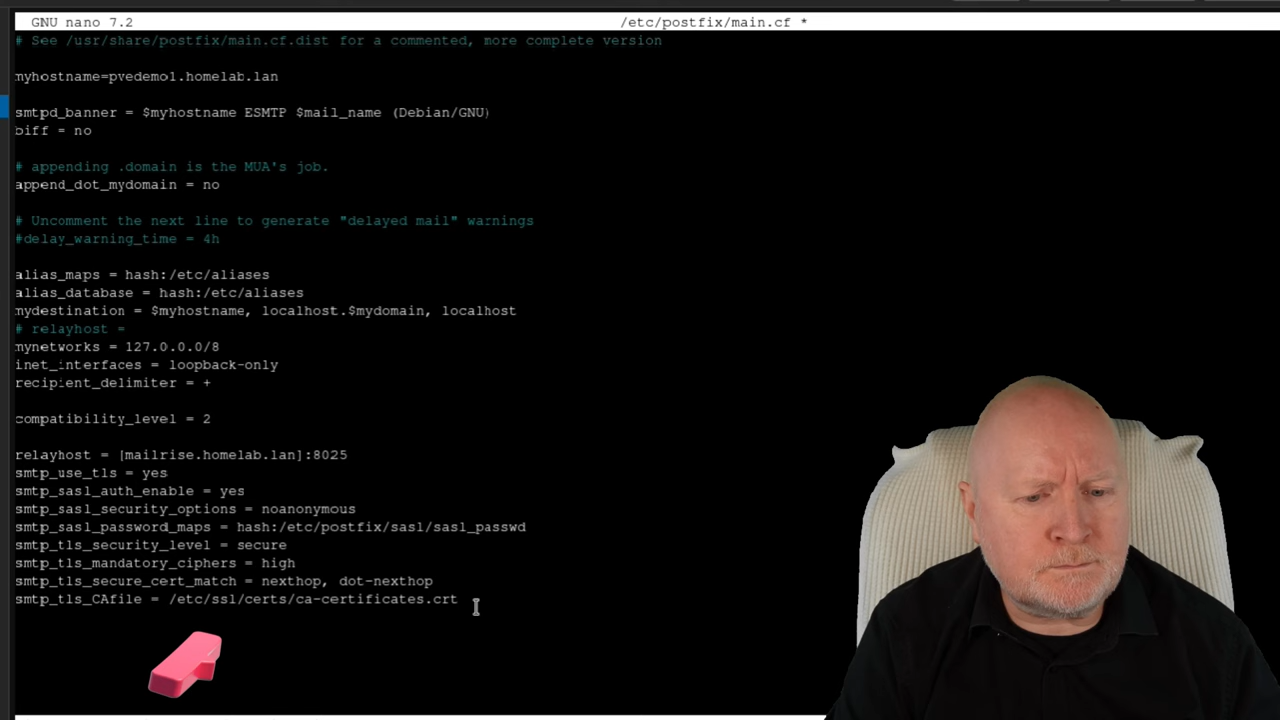 GNU nano 7.2 /etc/postfix/main.cf *
# See /usr/share/postfix/main.cf.dist for a commented, more complete version
myhostname=pvedemo1.homelab.lan
smtpd_banner = $myhostname ESMTP $mail_name (Debian/GNU)
biff = no
# appending .domain is the MUA's job.
append_dot_mydomain = no
# Uncomment the next line to generate "delayed mail" warnings
#delay_warning_time = 4h
alias_maps = hash:/etc/aliases
alias_database = hash:/etc/aliases
mydestination = $myhostname, localhost.$mydomain, localhost
# relayhost =
mynetworks = 127.0.0.0/8
inet_interfaces = loopback-only
recipient_delimiter = +
compatibility_level = 2
relayhost = [mailrise.homelab.lan]:8025
smtp_use_tls = yes
smtp_sasl_auth_enable = yes
smtp_sasl_security_options = noanonymous
smtp_sasl_password_maps = hash:/etc/postfix/sasl/sasl_passwd
smtp_tls_security_level = secure
smtp_tls_mandatory_ciphers = high
smtp_tls_secure_cert_match = nexthop, dot-nexthop
smtp_tls_CAfile = /etc/ssl/certs/ca-certificates.crt